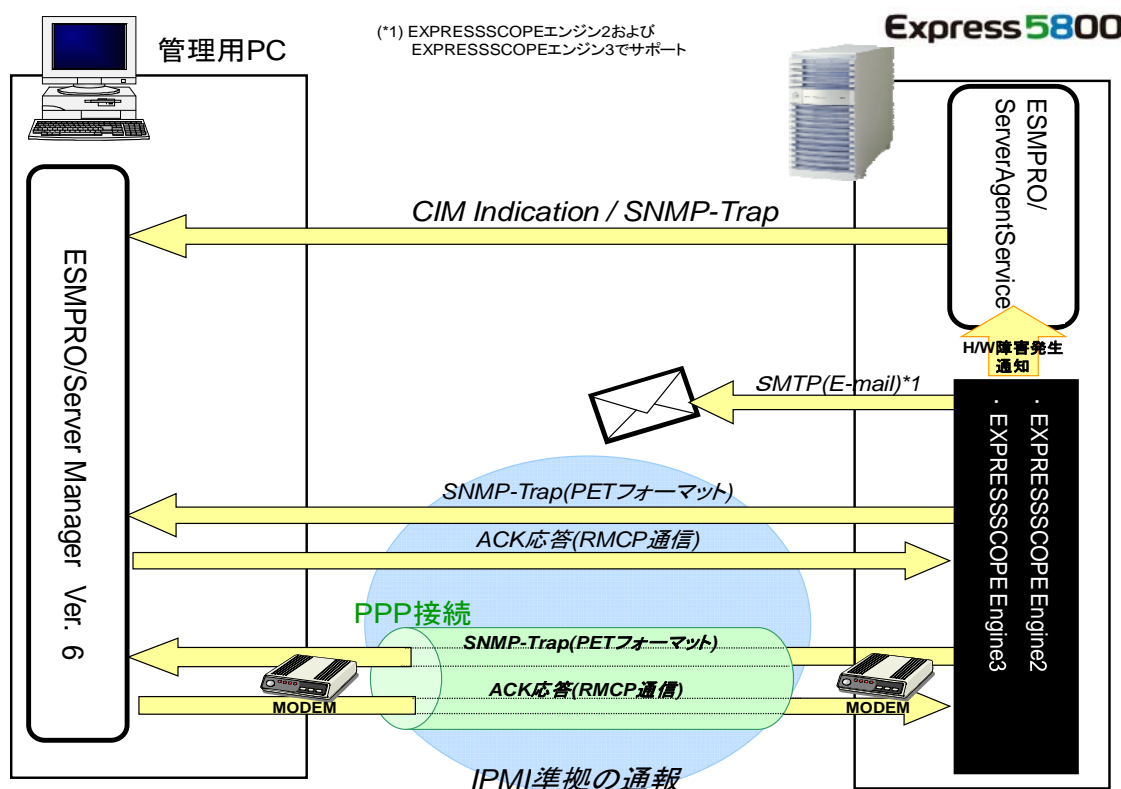 管理用PC
(*1) EXPRESSSCOPEエンジン2および
EXPRESSSCOPEエンジン3でサポート
Express5800
ESMPRO/Server Manager Ver. 6
ESMPRO/
ServerAgentService
CIM Indication / SNMP-Trap
H/W障害発生
通知
SMTP(E-mail)*1
・EXPRESSSCOPE Engine2
・EXPRESSSCOPE Engine3
SNMP-Trap(PETフォーマット)
ACK応答(RMCP通信)
PPP接続
SNMP-Trap(PETフォーマット)
ACK応答(RMCP通信)
MODEM
MODEM
IPMI準拠の通報